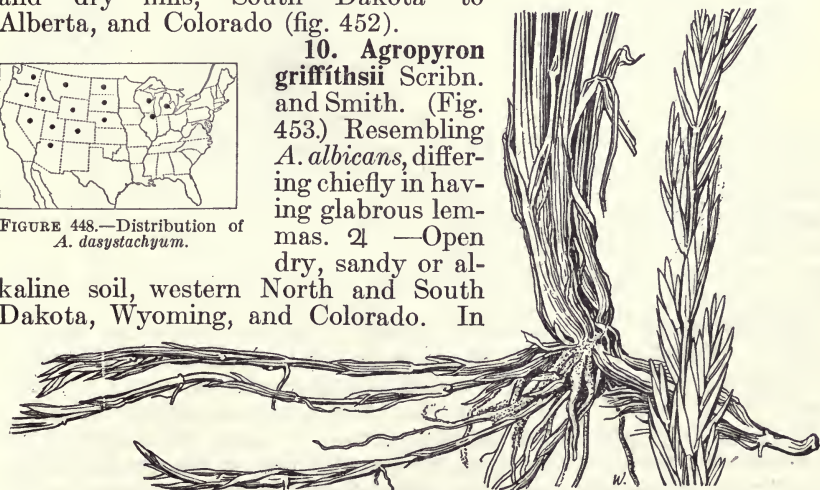 and dry hills, South Dakota to
Alberta, and Colorado (fig. 452).
10. Agropyron
griffíthsii Scribn.
and Smith. (Fig.
453.) Resembling
A. albicans, differ-
ing chiefly in hav-
ing glabrous lem-
mas. ♃ —Open
dry, sandy or al-
kaline soil, western North and South
Dakota, Wyoming, and Colorado. In
FIGURE 448.—Distribution of
A. dasystachyum.
W.